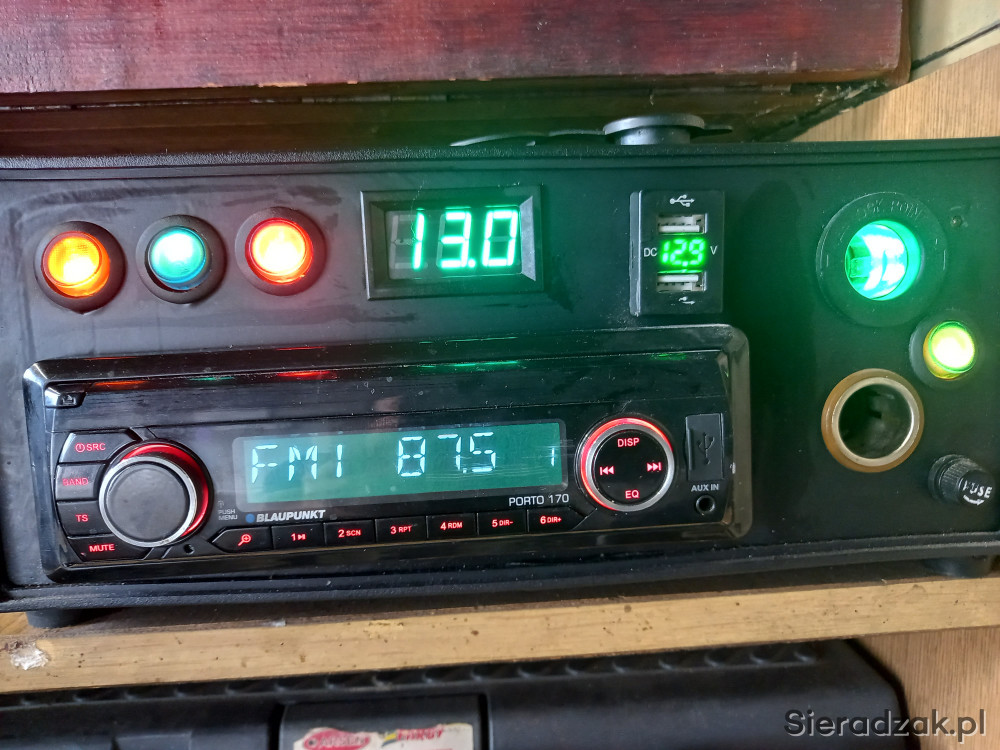 13.0
DC 12.9 V
SRC
BAND
TS
MUTE
FM1 87.5 1
PUSH
MENU
BLAUPUNKT
PORTO 170
1
2 SCN
3 RPT
4 RDM
5 DIR-
6 DIR+
DISP
EQ
AUX IN
FUSE
Sieradzak.pl